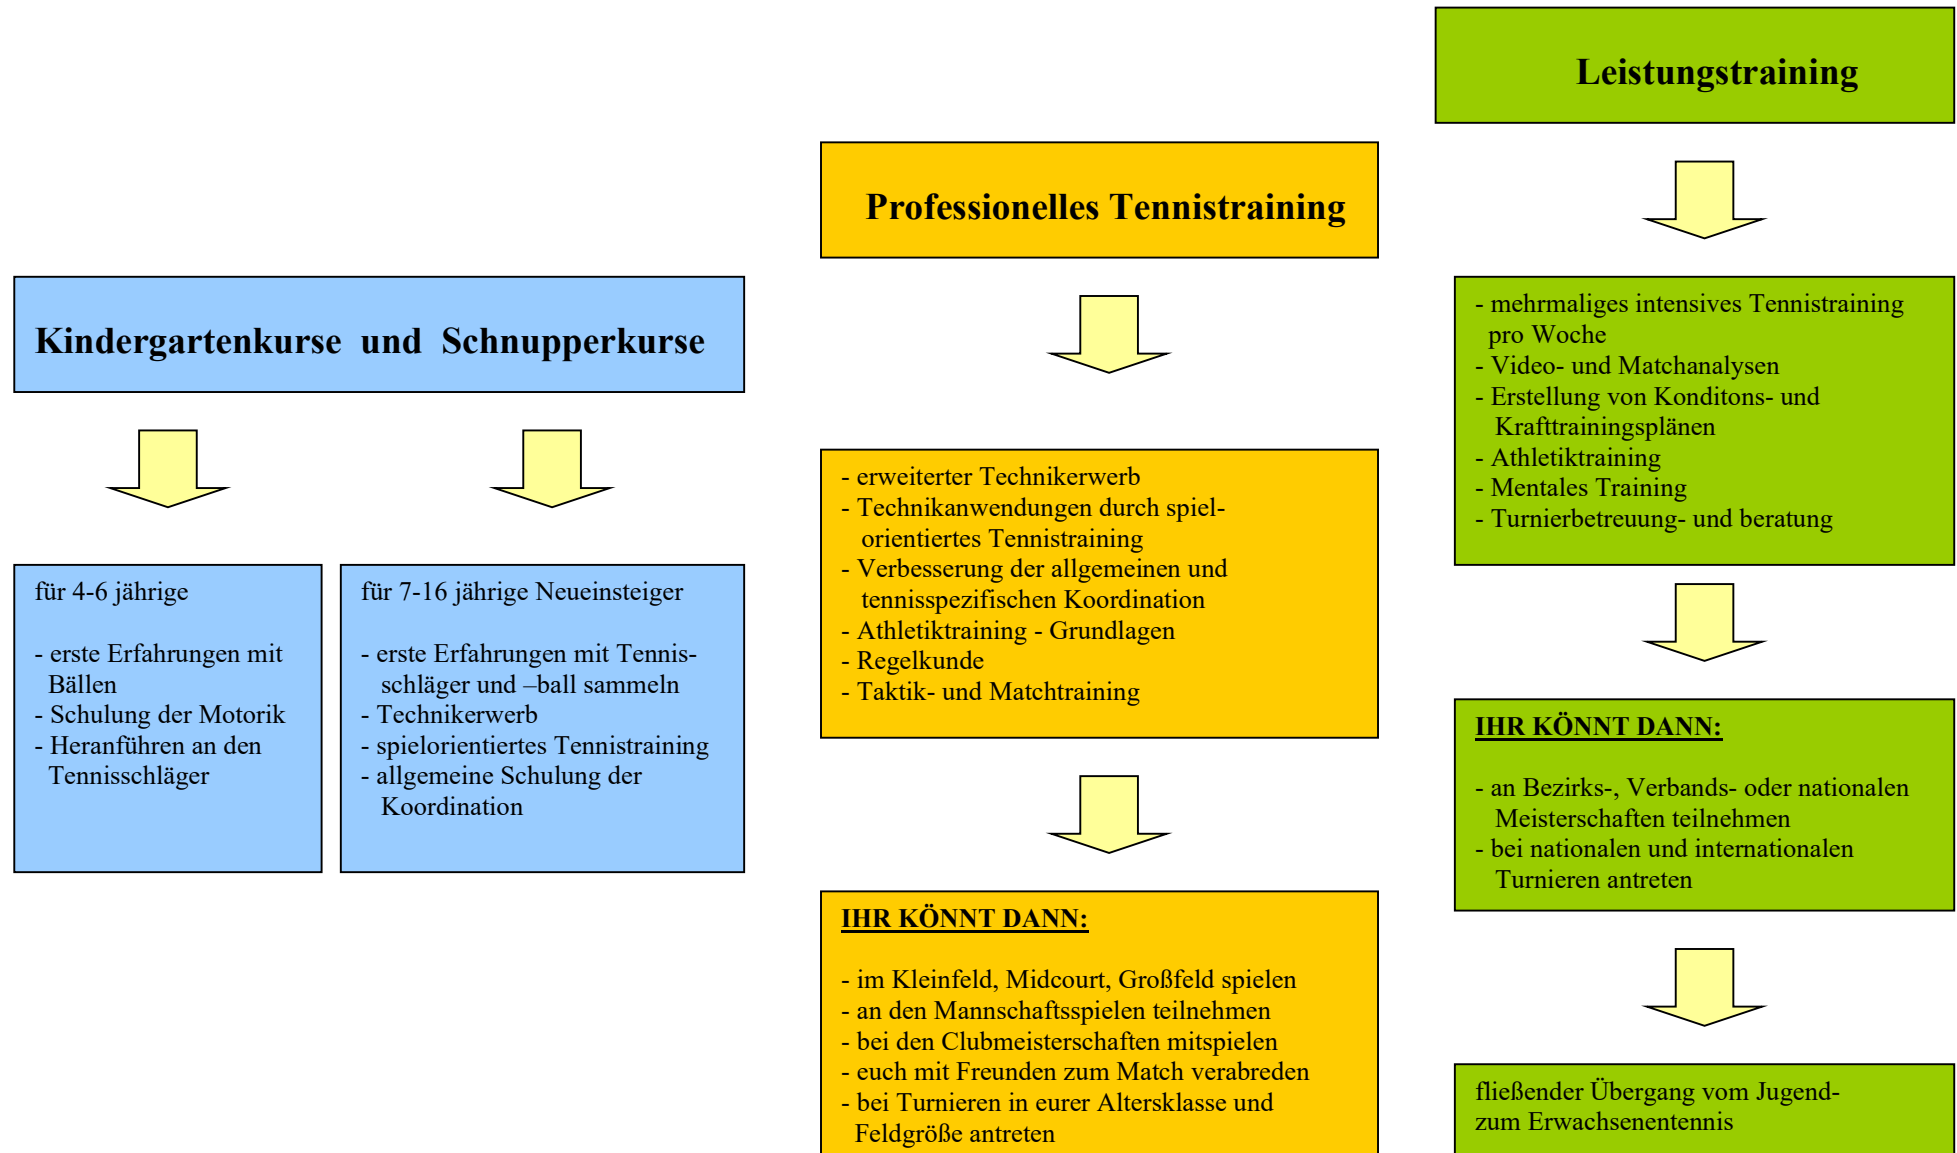 Kindergartenkurse und Schnupperkurse
für 4-6 jährige
- erste Erfahrungen mit
Bällen
- Schulung der Motorik
- Heranführen an den
Tennisschläger
für 7-16 jährige Neueinsteiger
- erste Erfahrungen mit Tennis-
schläger und –ball sammeln
- Technikerwerb
- spielorientiertes Tennistraining
- allgemeine Schulung der
Koordination
Professionelles Tennistraining
- erweiterter Technikerwerb
- Technikanwendungen durch spiel-
orientiertes Tennistraining
- Verbesserung der allgemeinen und
tennisspezifischen Koordination
- Athletiktraining - Grundlagen
- Regelkunde
- Taktik- und Matchtraining
IHR KÖNNT DANN:
- im Kleinfeld, Midcourt, Großfeld spielen
- an den Mannschaftsspielen teilnehmen
- bei den Clubmeisterschaften mitspielen
- euch mit Freunden zum Match verabreden
- bei Turnieren in eurer Altersklasse und
Feldgröße antreten
Leistungstraining
- mehrmaliges intensives Tennistraining
pro Woche
- Video- und Matchanalysen
- Erstellung von Konditons- und
Krafttrainingsplänen
- Athletiktraining
- Mentales Training
- Turnierbetreuung- und beratung
IHR KÖNNT DANN:
- an Bezirks-, Verbands- oder nationalen
Meisterschaften teilnehmen
- bei nationalen und internationalen
Turnieren antreten
fließender Übergang vom Jugend-
zum Erwachsenentennis